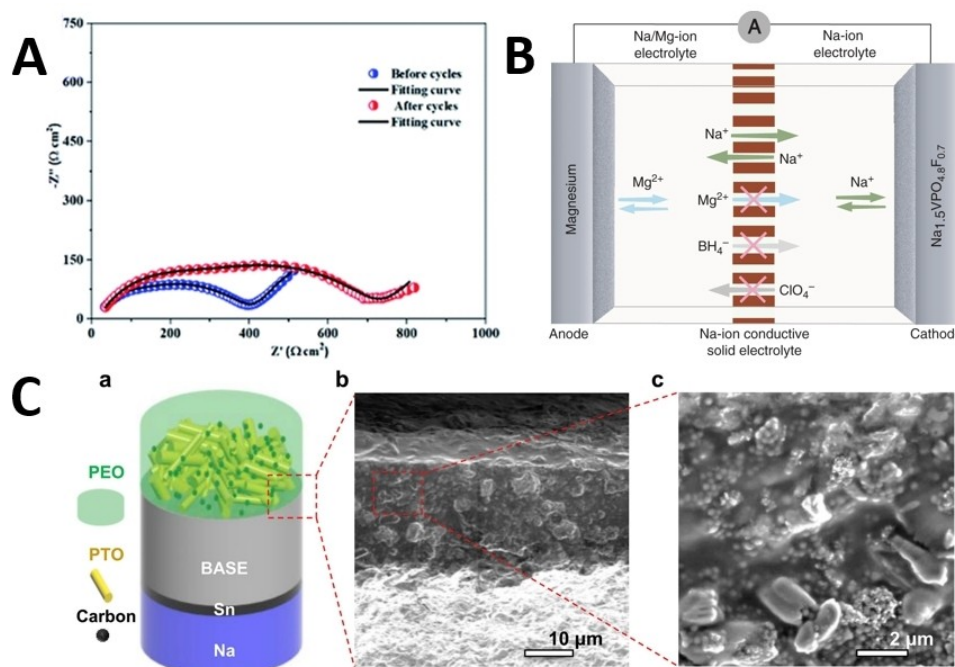 A
750
600
450
300
150
0
-Z″ (Ω cm²)
Before cycles
Fitting curve
After cycles
Fitting curve
0
200
400
600
800
1000
Z' (Ω cm²)
B
A
Na/Mg-ion
electrolyte
Na-ion
electrolyte
Magnesium
Na⁺
Na⁺
Mg²⁺
Mg²⁺
Na⁺
BH₄⁻
ClO₄⁻
Na₁.₅VPO₄.₈F₀.₇
Anode
Na-ion conductive
solid electrolyte
Cathod
C
a
PEO
PTO
Carbon
BASE
Sn
Na
b
10 μm
c
2 μm